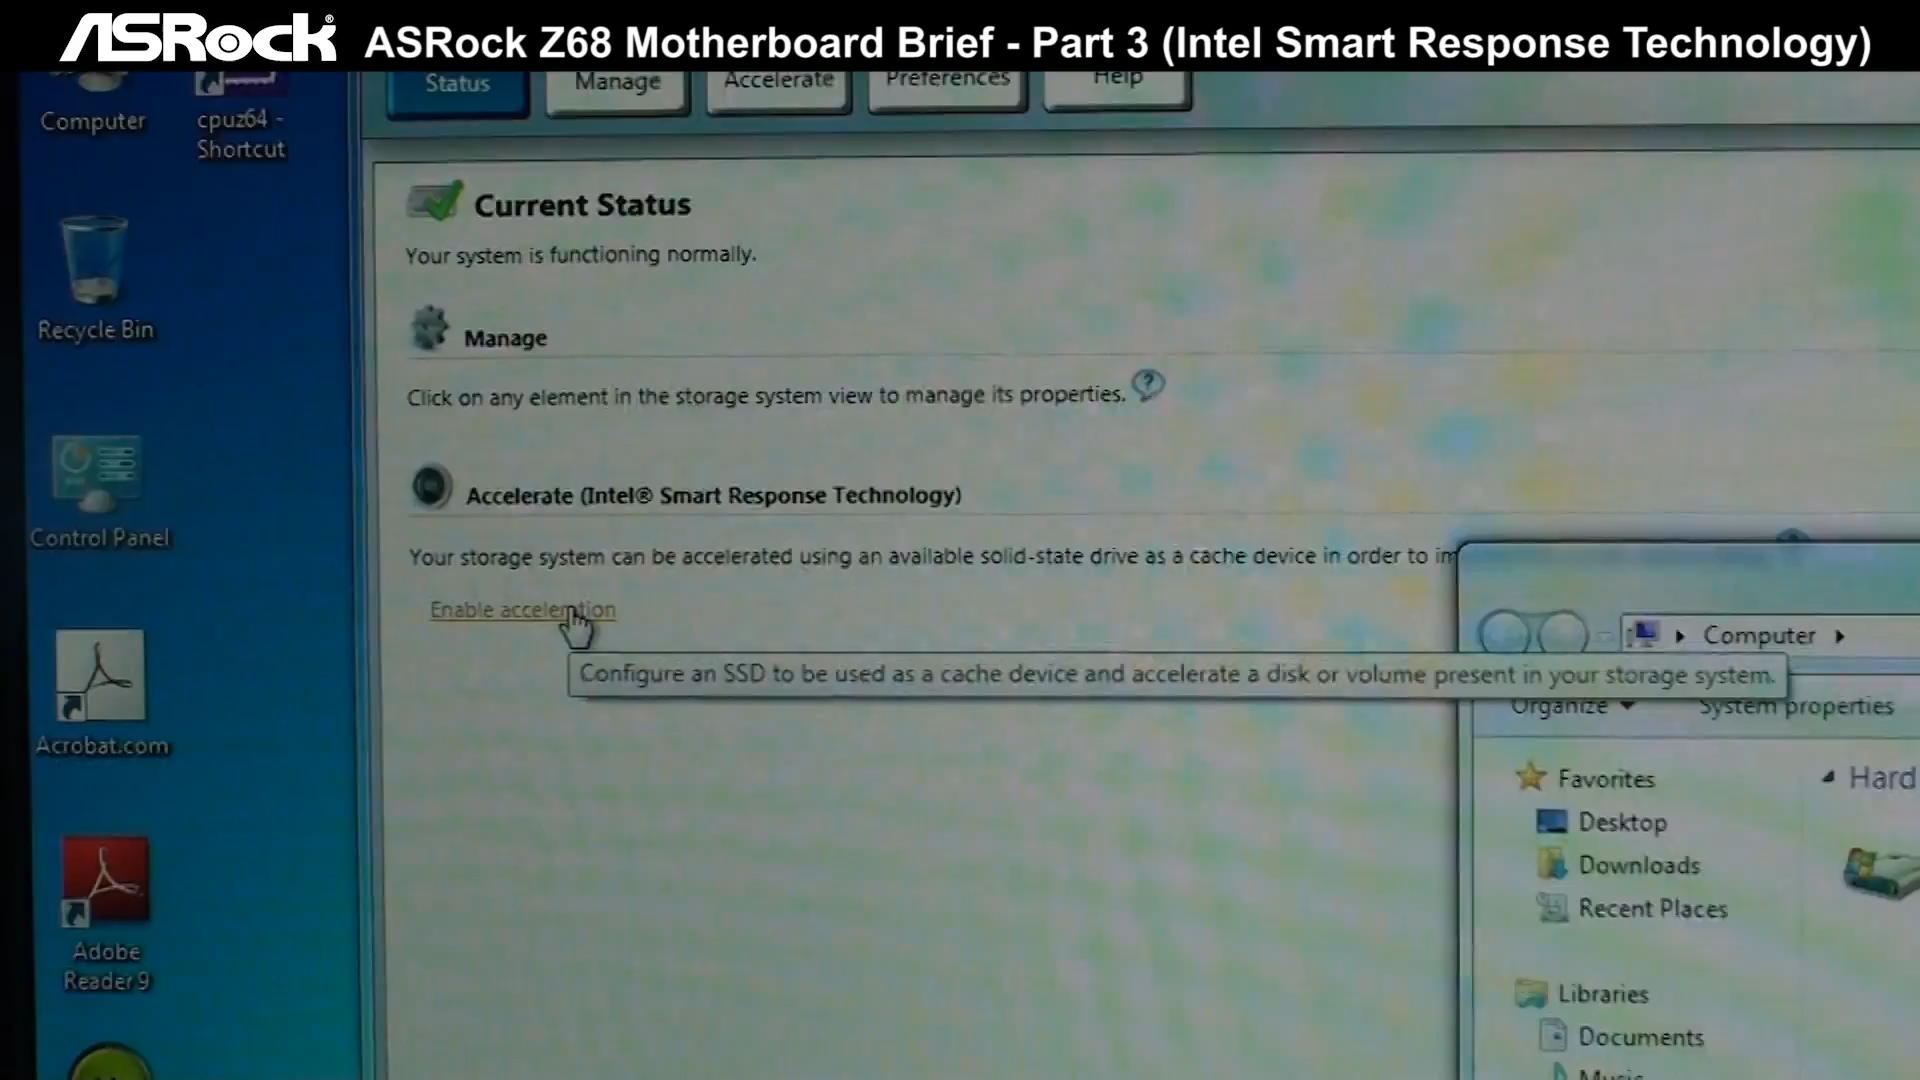 ASRock ASRock Z68 Motherboard Brief - Part 3 (Intel Smart Response Technology)
Status Manage Accelerate Preferences Help
Computer
cpuz64 -
Shortcut
Current Status
Your system is functioning normally.
Recycle Bin
Manage
Click on any element in the storage system view to manage its properties.
Accelerate (Intel® Smart Response Technology)
Control Panel
Your storage system can be accelerated using an available solid-state drive as a cache device in order to im
Enable acceleration
Computer
Configure an SSD to be used as a cache device and accelerate a disk or volume present in your storage system.
Organize System properties
Acrobat.com
Favorites
Hard
Desktop
Downloads
Recent Places
Adobe
Reader 9
Libraries
Documents
Music